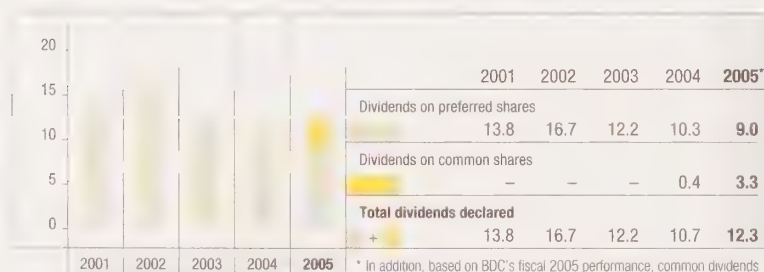 20
15
10
5
0
2001 2002 2003 2004 2005
2001 2002 2003 2004 2005*
Dividends on preferred shares
13.8 16.7 12.2 10.3 9.0
Dividends on common shares
– – – 0.4 3.3
Total dividends declared
+ 13.8 16.7 12.2 10.7 12.3
* In addition, based on BDC's fiscal 2005 performance, common dividends